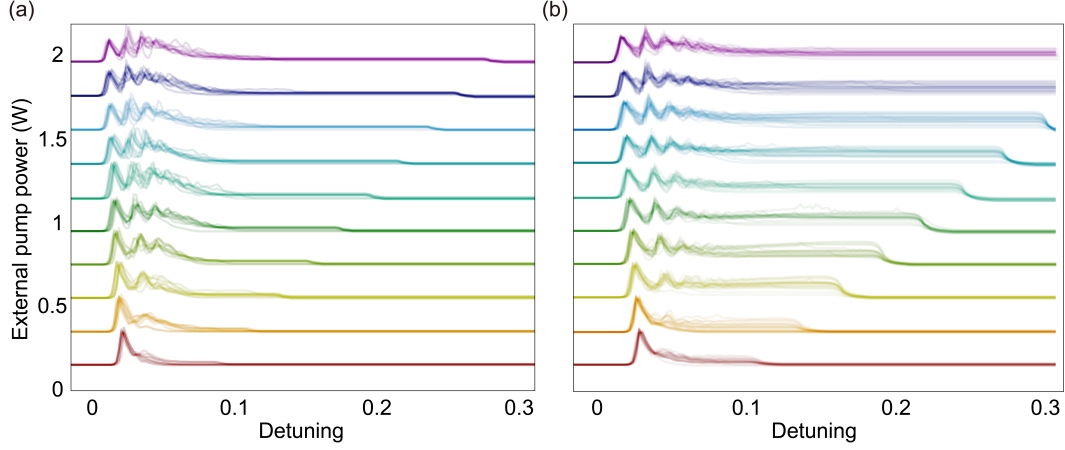 (a)
(b)
External pump power (W)
2
1.5
1
0.5
0
0 0.1 0.2 0.3
Detuning
0 0.1 0.2 0.3
Detuning